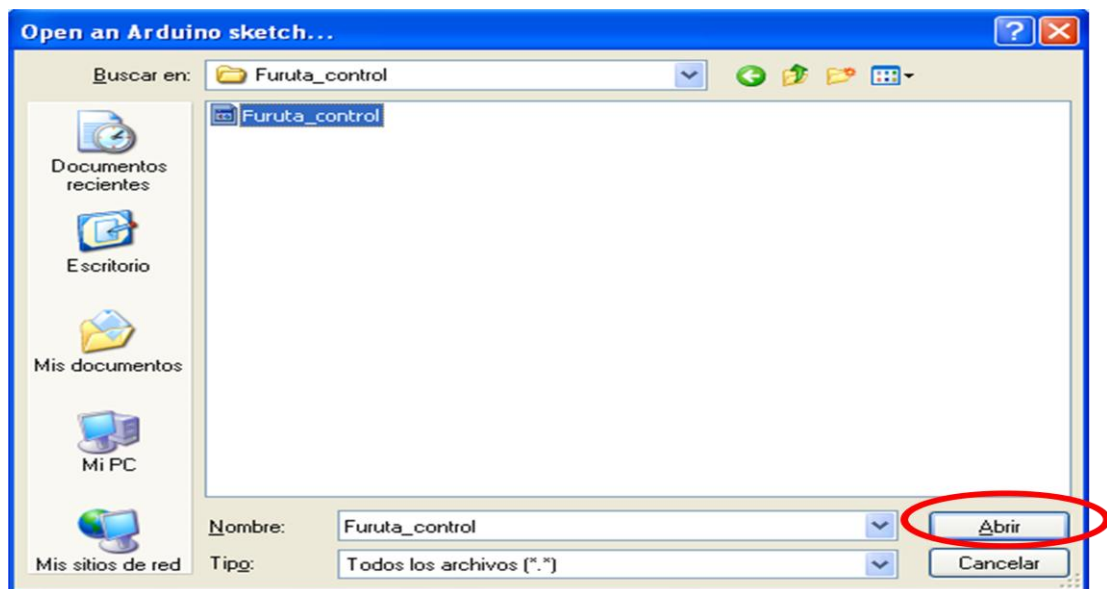 Open an Arduino sketch...
Buscar en: Furuta_control
Furuta_control
Documentos
recientes
Escritorio
Mis documentos
Mi PC
Mis sitios de red
Nombre: Furuta_control Abrir
Tipo: Todos los archivos (*.*) Cancelar